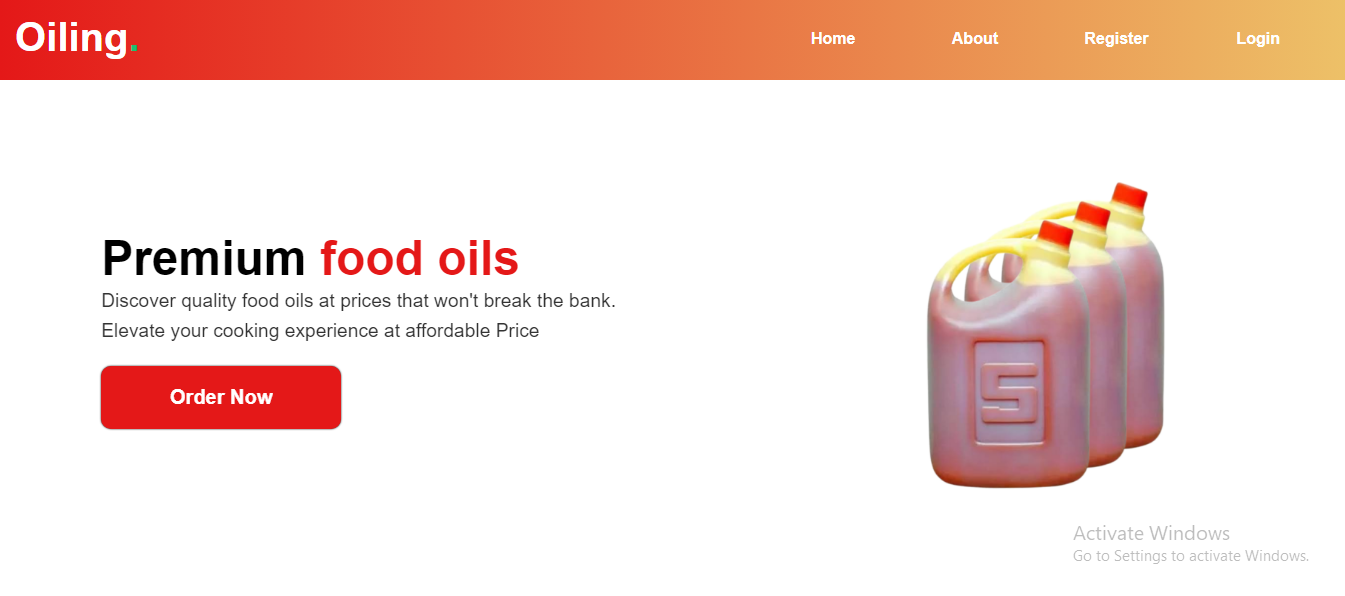 Oiling.
Home About Register Login
Premium food oils
Discover quality food oils at prices that won't break the bank.
Elevate your cooking experience at affordable Price
Order Now
5
Activate Windows
Go to Settings to activate Windows.